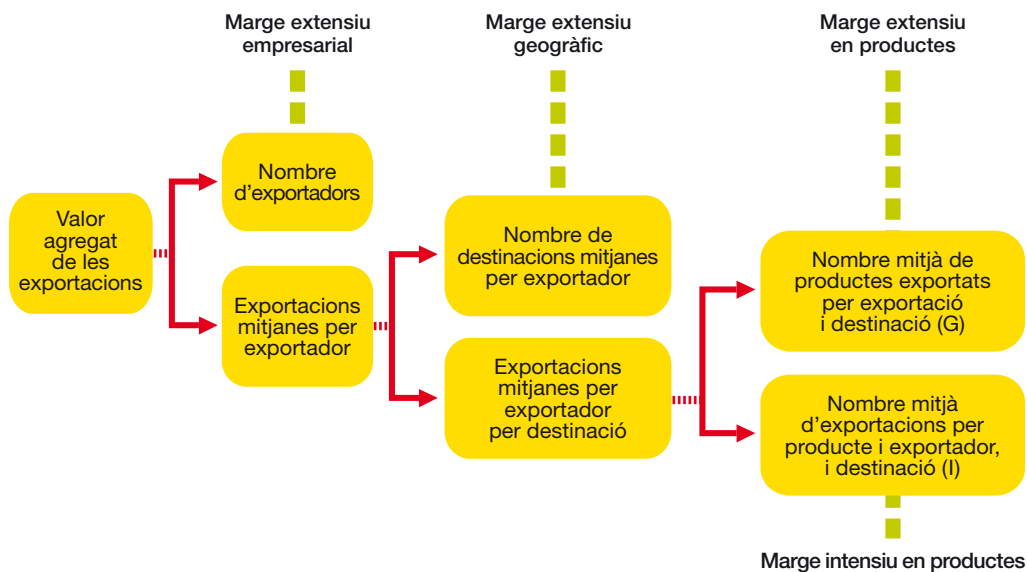 Marge extensiu
empresarial
Marge extensiu
geogràfic
Marge extensiu
en productes
Valor
agregat
de les
exportacions
Nombre
d'exportadors
Exportacions
mitjanes per
exportador
Nombre de
destinacions mitjanes
per exportador
Exportacions
mitjanes per
exportador
per destinació
Nombre mitjà de
productes exportats
per exportació
i destinació (G)
Nombre mitjà
d'exportacions per
producte i exportador,
i destinació (I)
Marge intensiu en productes